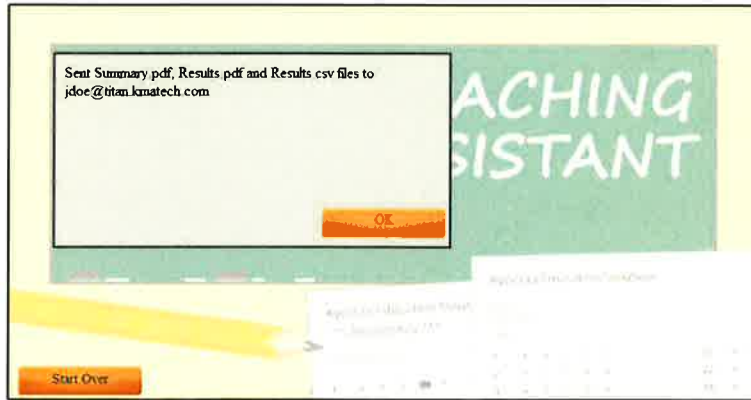 Sent Summary.pdf, Results.pdf and Results csv files to
jdoe@titan.kmatech.com
ACHING
SISTANT
OK
Start Over